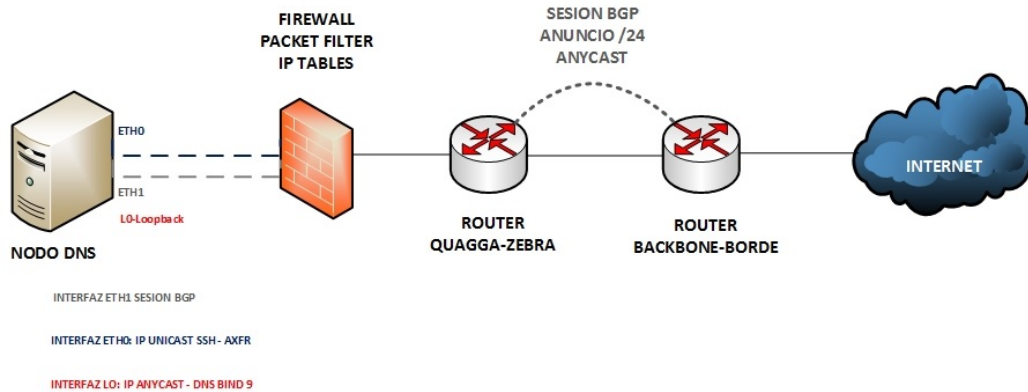 FIREWALL
PACKET FILTER
IP TABLES
SESION BGP
ANUNCIO /24
ANYCAST
ETH0
ETH1
L0-Loopback
NODO DNS
ROUTER
QUAGGA-ZEBRA
ROUTER
BACKBONE-BORDE
INTERNET
INTERFAZ ETH1 SESION BGP
INTERFAZ ETH0: IP UNICAST SSH - AXFR
INTERFAZ LO: IP ANYCAST - DNS BIND 9